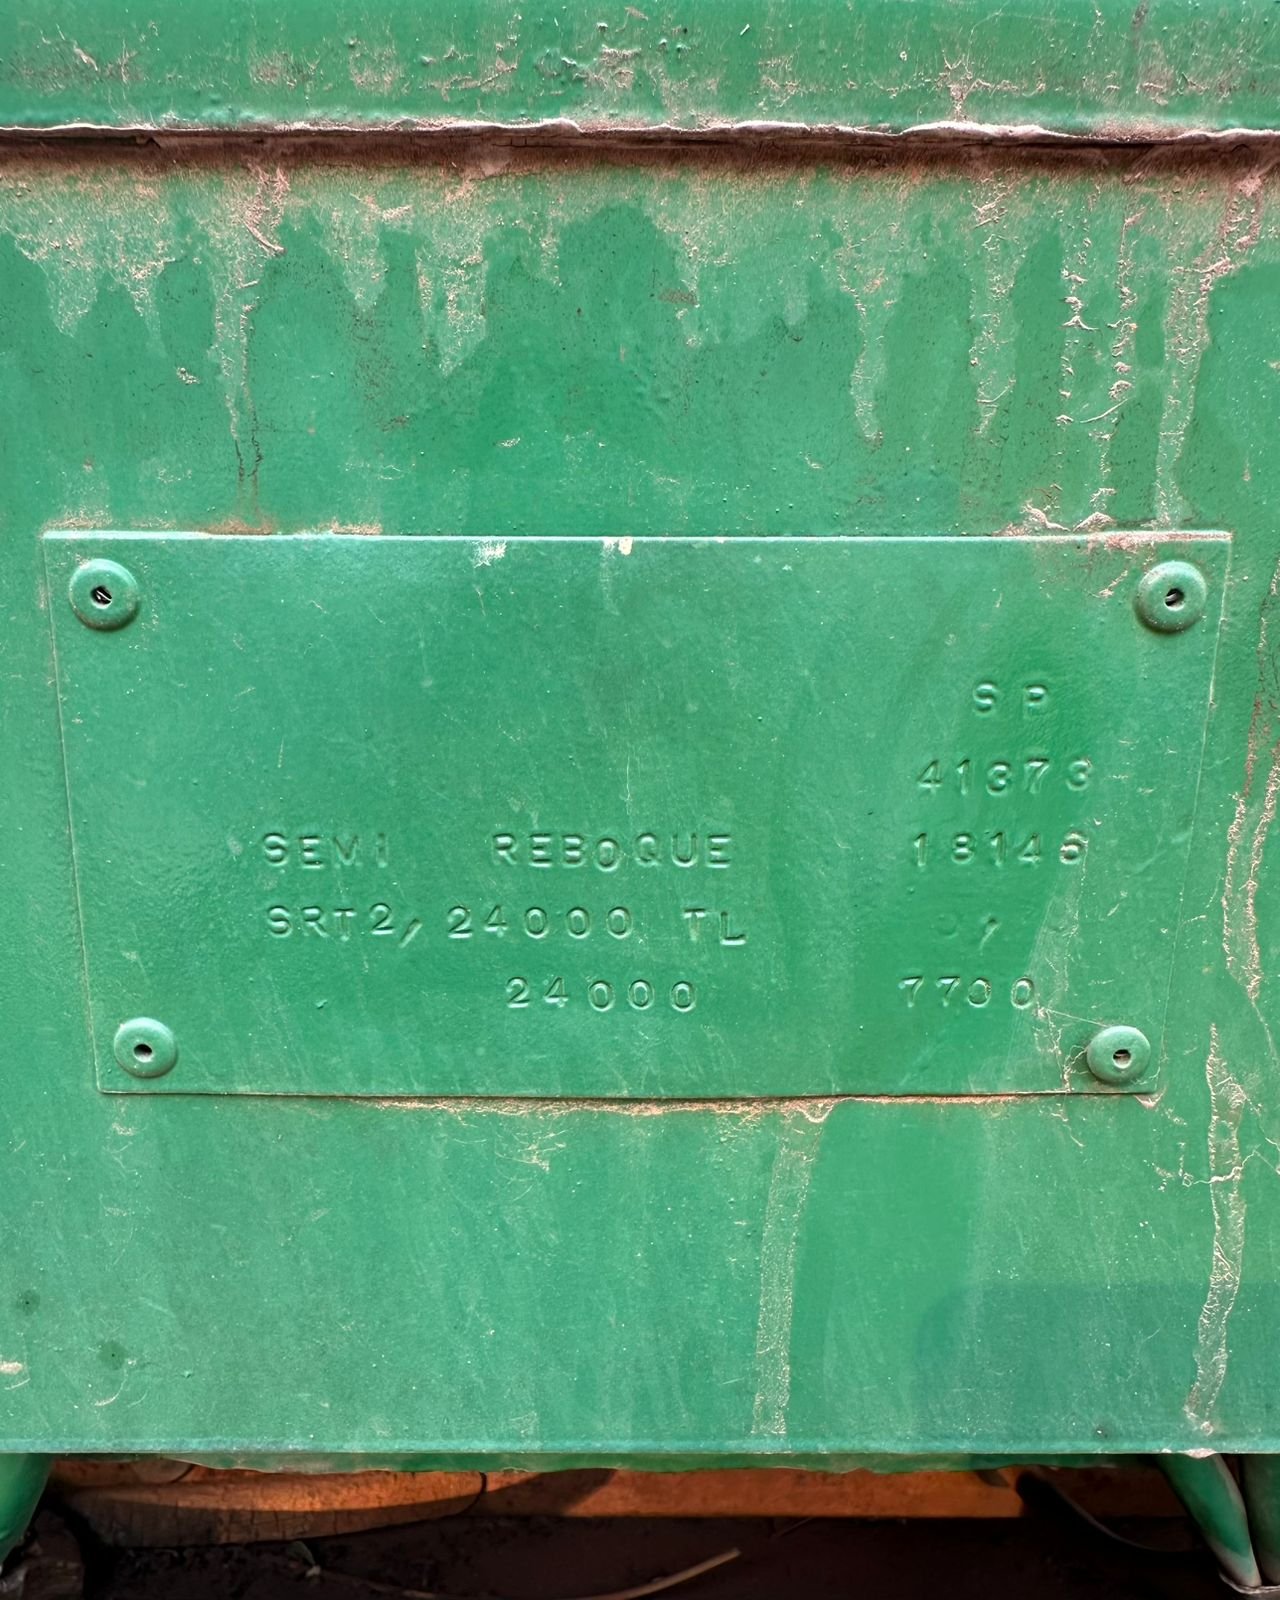 SP
41373
18146
SEMI REBOQUE
SRT2,24000 TL
24000 7700